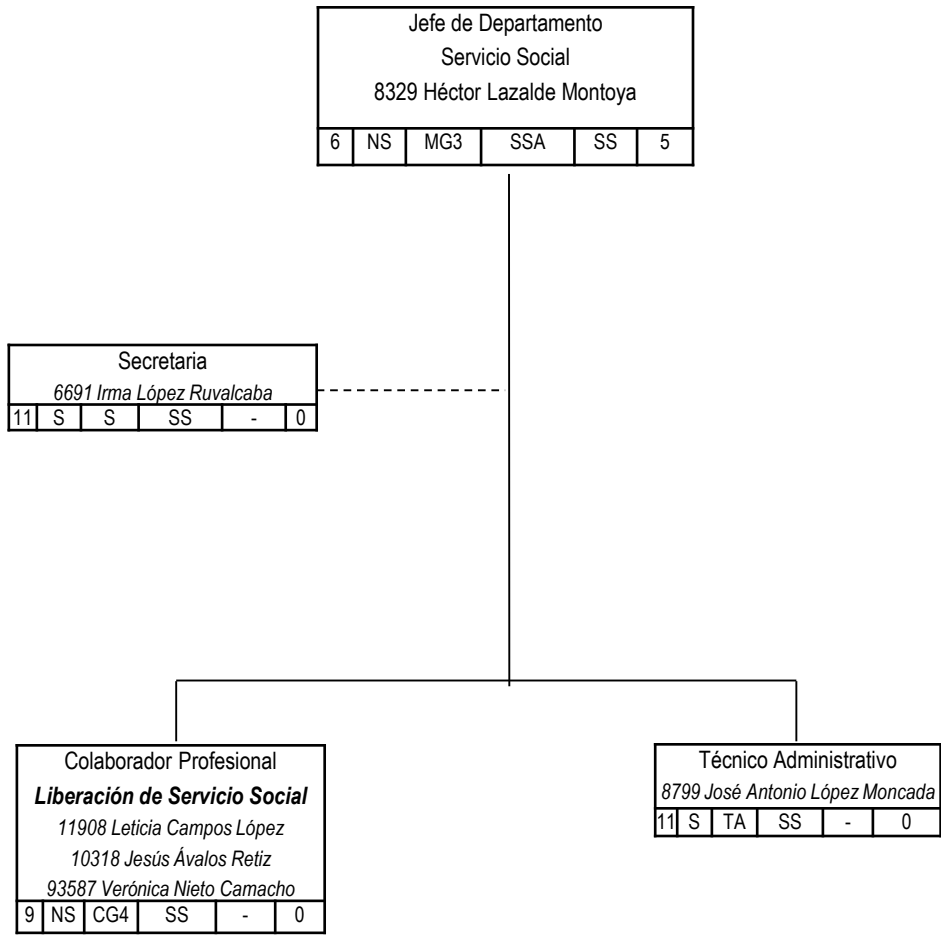 Jefe de Departamento
Servicio Social
8329 Héctor Lazalde Montoya
6 NS MG3 SSA SS 5
Secretaria
6691 Irma López Ruvalcaba
11 S S SS - 0
Colaborador Profesional
Liberación de Servicio Social
11908 Leticia Campos López
10318 Jesús Ávalos Retiz
93587 Verónica Nieto Camacho
9 NS CG4 SS - 0
Técnico Administrativo
8799 José Antonio López Moncada
11 S TA SS - 0